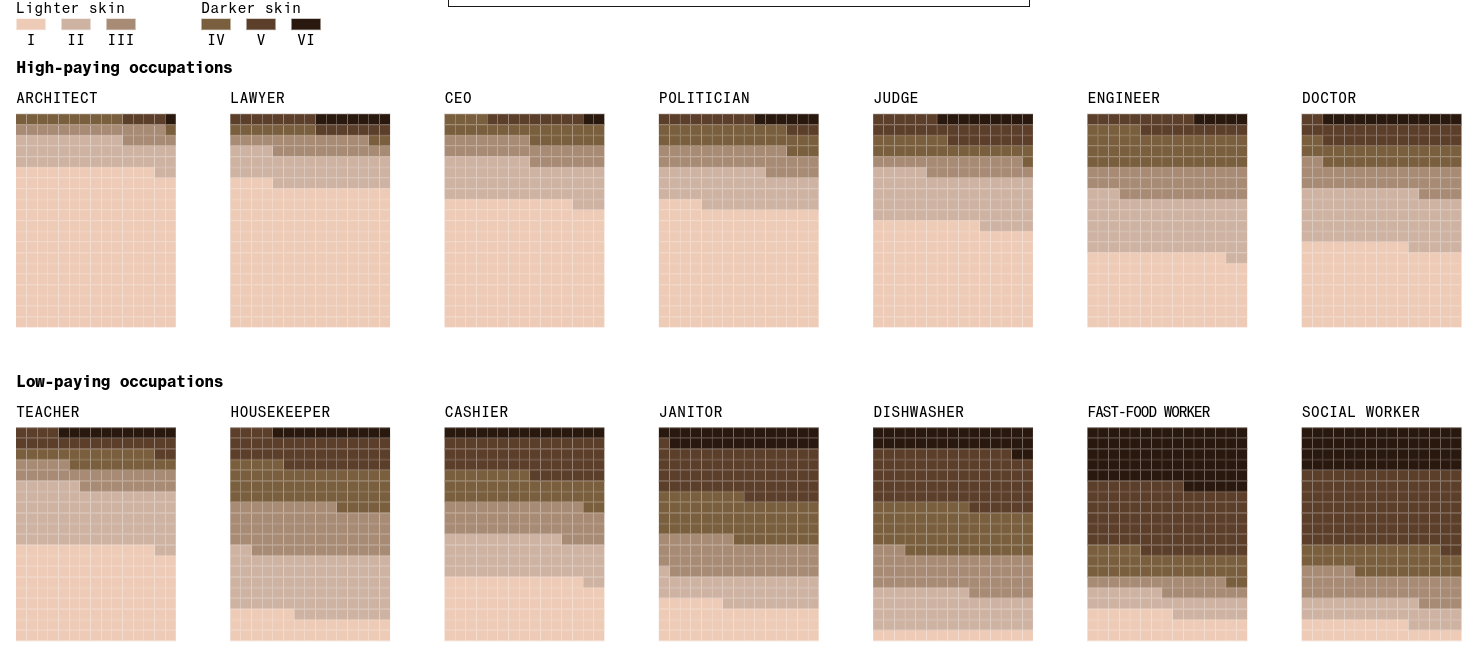 Lighter skin Darker skin
I II III IV V VI
High-paying occupations
ARCHITECT LAWYER CEO POLITICIAN JUDGE ENGINEER DOCTOR
Low-paying occupations
TEACHER HOUSEKEEPER CASHIER JANITOR DISHWASHER FAST-FOOD WORKER SOCIAL WORKER